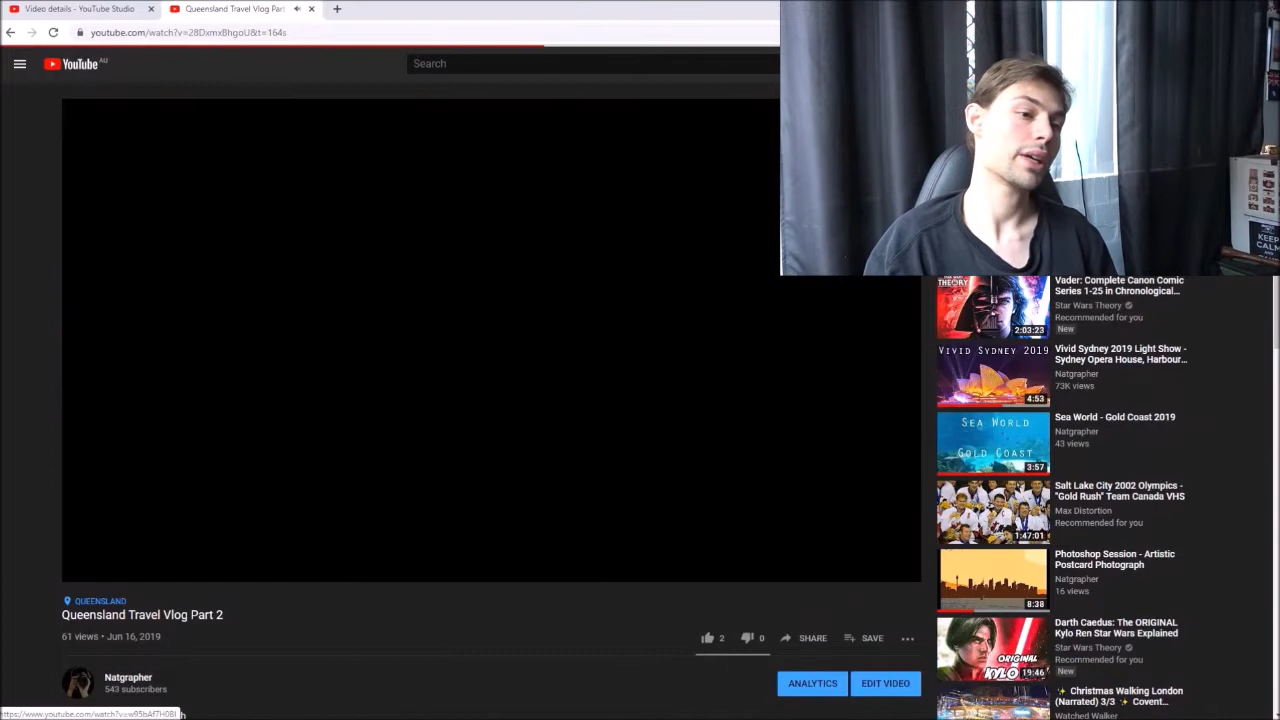 Video details - YouTube Studio
Queensland Travel Vlog Part
youtube.com/watch?v=28Dxmx8hgoU&t=164s
YouTube AU
Search
KEEP
CALM
THEORY
2:03:23
Vader: Complete Canon Comic
Series 1-25 in Chronological...
Star Wars Theory
Recommended for you
New
VIVID SYDNEY 2019
4:53
Vivid Sydney 2019 Light Show -
Sydney Opera House, Harbour...
Natgrapher
73K views
SEA WORLD
GOLD COAST
3:57
Sea World - Gold Coast 2019
Natgrapher
43 views
1:47:01
Salt Lake City 2002 Olympics -
"Gold Rush" Team Canada VHS
Max Distortion
Recommended for you
8:38
Photoshop Session - Artistic
Postcard Photograph
Natgrapher
16 views
ORIGINAL
KYLO
19:46
Darth Caedus: The ORIGINAL
Kylo Ren Star Wars Explained
Star Wars Theory
Recommended for you
New
✨ Christmas Walking London
(Narrated) 3/3 ✨ Covent...
Watched Walker
QUEENSLAND
Queensland Travel Vlog Part 2
61 views • Jun 16, 2019
2
0
SHARE
SAVE
Natgrapher
543 subscribers
ANALYTICS
EDIT VIDEO